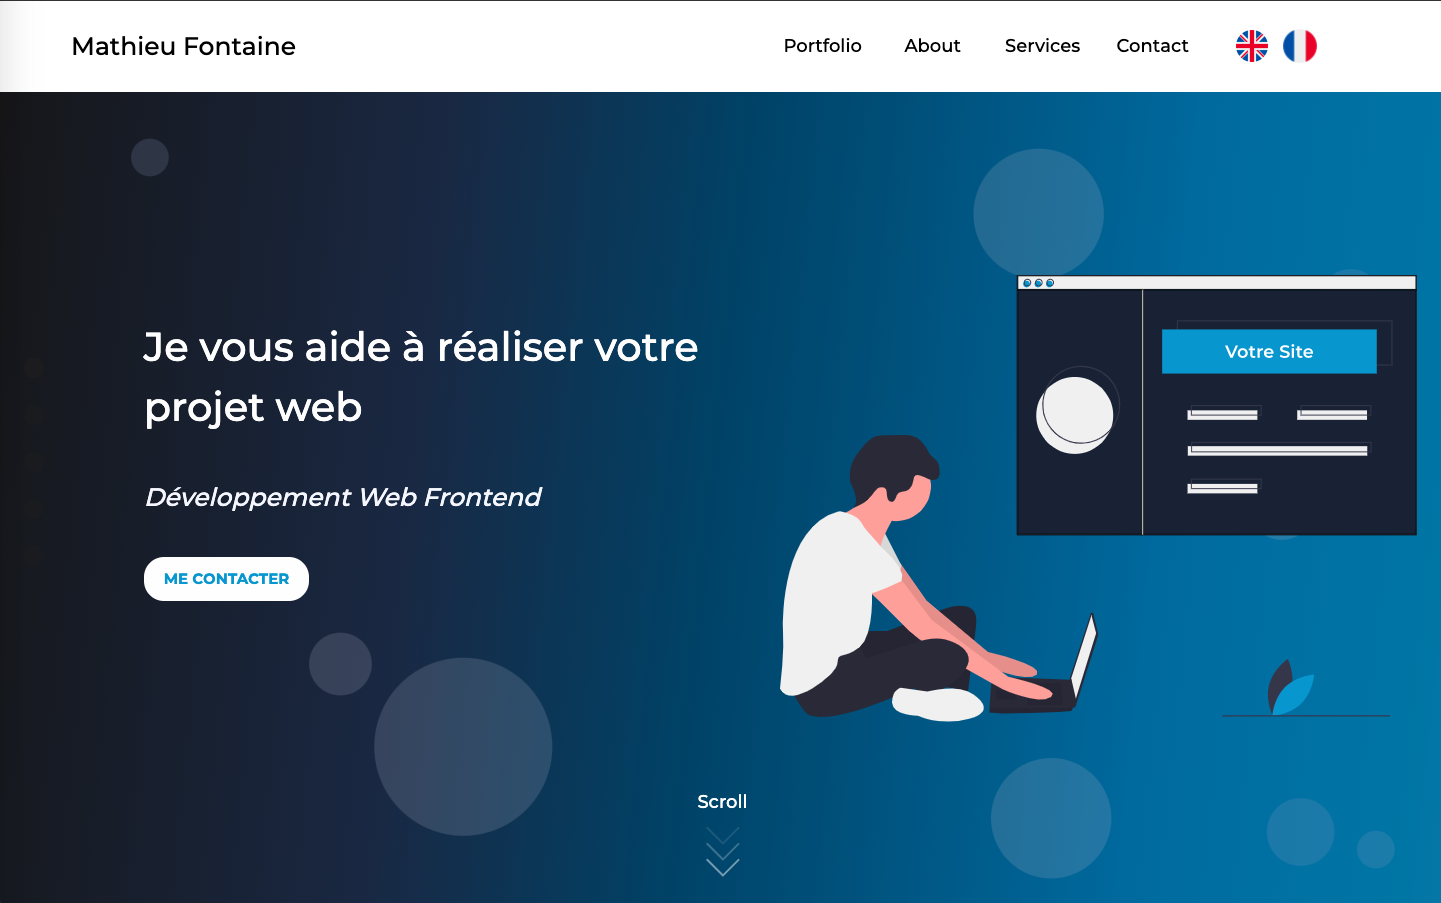 Mathieu Fontaine
Portfolio About Services Contact
Je vous aide à réaliser votre
projet web
Développement Web Frontend
ME CONTACTER
Votre Site
Scroll